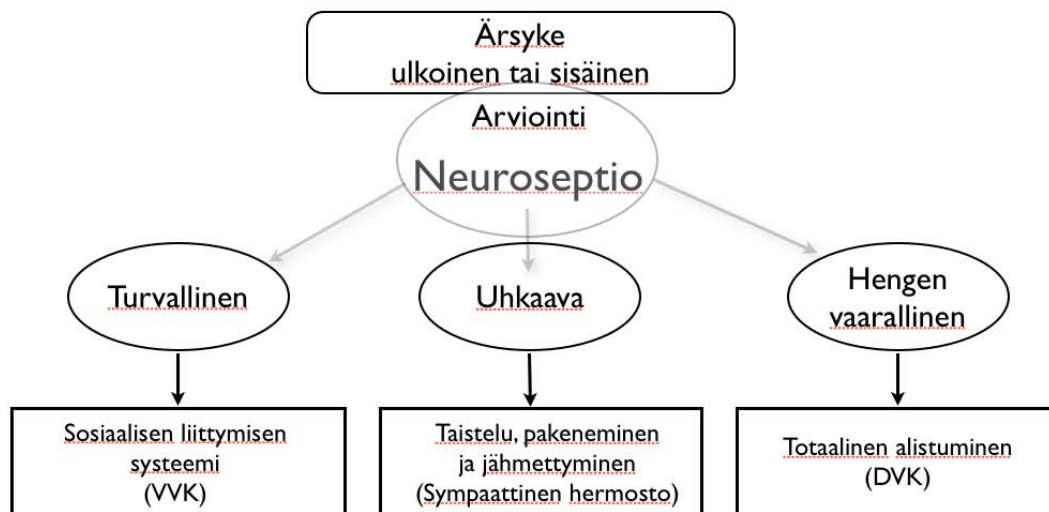 Ärsyke
ulkoinen tai sisäinen
Arviointi
Neuroseptio
Turvallinen
Uhkaava
Hengen
vaarallinen
Sosiaalisen liittymisen
systeemi
(VVK)
Taistelu, pakeneminen
ja jähmettyminen
(Sympaattinen hermosto)
Totaalinen alistuminen
(DVK)